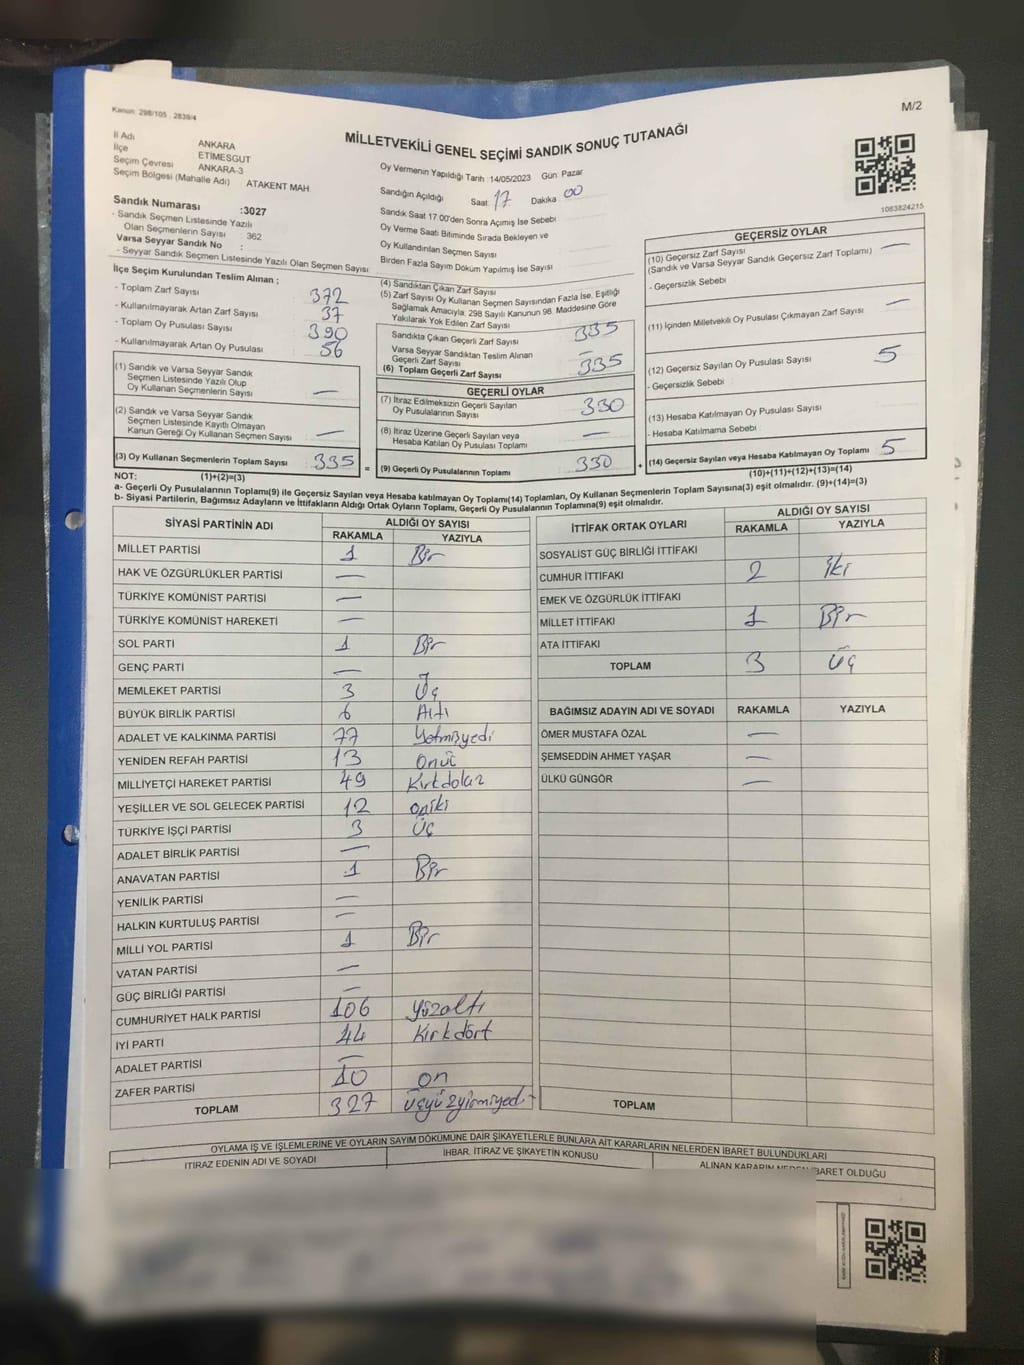 Kanun: 298/105 , 2839/4
M/2
MİLLETVEKİLİ GENEL SEÇİMİ SANDIK SONUÇ TUTANAĞI
İl Adı ANKARA
İlçe ETİMESGUT
Seçim Çevresi ANKARA-3
Seçim Bölgesi (Mahalle Adı) ATAKENT MAH.
Sandık Numarası :3027
- Sandık Seçmen Listesinde Yazılı
Olan Seçmenlerin Sayısı : 362
Varsa Seyyar Sandık No :
- Seyyar Sandık Seçmen Listesinde Yazılı Olan Seçmen Sayısı
İlçe Seçim Kurulundan Teslim Alınan ;
- Toplam Zarf Sayısı 372
- Kullanılmayarak Artan Zarf Sayısı 37
- Toplam Oy Pusulası Sayısı 390
- Kullanılmayarak Artan Oy Pusulası 56
(1) Sandık ve Varsa Seyyar Sandık
Seçmen Listesinde Yazılı Olup
Oy Kullanan Seçmenlerin Sayısı —
(2) Sandık ve Varsa Seyyar Sandık
Seçmen Listesinde Kayıtlı Olmayan
Kanun Gereği Oy Kullanan Seçmen Sayısı —
(3) Oy Kullanan Seçmenlerin Toplam Sayısı 335 =
(1)+(2)=(3)
Oy Vermenin Yapıldığı Tarih :14/05/2023 Gün: Pazar
Sandığın Açıldığı Saat: 17 Dakika 00
Sandık Saat 17.00'den Sonra Açımış İse Sebebi
Oy Verme Saati Bitiminde Sırada Bekleyen ve
Oy Kullandırılan Seçmen Sayısı
Birden Fazla Sayım Döküm Yapılmış İse Sayısı
(4) Sandıktan Çıkan Zarf Sayısı
(5) Zarf Sayısı Oy Kullanan Seçmen Sayısından Fazla İse, Eşitliği
Sağlamak Amacıyla, 298 Sayılı Kanunun 98. Maddesine Göre
Yakılarak Yok Edilen Zarf Sayısı
Sandıkta Çıkan Geçerli Zarf Sayısı 335
Varsa Seyyar Sandıktan Teslim Alınan
Geçerli Zarf Sayısı —
(6) Toplam Geçerli Zarf Sayısı 335
GEÇERLİ OYLAR
(7) İtiraz Edilmeksizin Geçerli Sayılan
Oy Pusulalarının Sayısı 330
(8) İtiraz Üzerine Geçerli Sayılan veya
Hesaba Katılan Oy Pusulası Toplamı —
(9) Geçerli Oy Pusulalarının Toplamı 330 +
1083824215
GEÇERSİZ OYLAR
(10) Geçersiz Zarf Sayısı
(Sandık ve Varsa Seyyar Sandık Geçersiz Zarf Toplamı) —
- Geçersizlik Sebebi
(11) İçinden Milletvekili Oy Pusulası Çıkmayan Zarf Sayısı —
(12) Geçersiz Sayılan Oy Pusulası Sayısı 5
- Geçersizlik Sebebi
(13) Hesaba Katılmayan Oy Pusulası Sayısı
- Hesaba Katılmama Sebebi
(14) Geçersiz Sayılan veya Hesaba Katılmayan Oy Toplamı 5
(10)+(11)+(12)+(13)=(14)
NOT:
a- Geçerli Oy Pusulalarının Toplamı(9) ile Geçersiz Sayılan veya Hesaba katılmayan Oy Toplamı(14) Toplamları, Oy Kullanan Seçmenlerin Toplam Sayısına(3) eşit olmalıdır. (9)+(14)=(3)
b- Siyasi Partilerin, Bağımsız Adayların ve İttifakların Aldığı Ortak Oyların Toplamı, Geçerli Oy Pusulalarının Toplamına(9) eşit olmalıdır.
SİYASİ PARTİNİN ADI ALDIĞI OY SAYISI
RAKAMLA YAZIYLA
MİLLET PARTİSİ 1 Bir
HAK VE ÖZGÜRLÜKLER PARTİSİ —
TÜRKİYE KOMÜNİST PARTİSİ —
TÜRKİYE KOMÜNİST HAREKETİ —
SOL PARTİ 1 Bir
GENÇ PARTİ —
MEMLEKET PARTİSİ 3 Üç
BÜYÜK BİRLİK PARTİSİ 6 Altı
ADALET VE KALKINMA PARTİSİ 77 Yetmişyedi
YENİDEN REFAH PARTİSİ 13 Onüç
MİLLİYETÇİ HAREKET PARTİSİ 49 Kırkdokuz
YEŞİLLER VE SOL GELECEK PARTİSİ 12 Oniki
TÜRKİYE İŞÇİ PARTİSİ 3 Üç
ADALET BİRLİK PARTİSİ —
ANAVATAN PARTİSİ 1 Bir
YENİLİK PARTİSİ —
HALKIN KURTULUŞ PARTİSİ —
MİLLİ YOL PARTİSİ 1 Bir
VATAN PARTİSİ —
GÜÇ BİRLİĞİ PARTİSİ —
CUMHURİYET HALK PARTİSİ 106 Yüzaltı
İYİ PARTİ 44 Kırkdört
ADALET PARTİSİ —
ZAFER PARTİSİ 10 on
TOPLAM 327 Üçyüzyirmiyedi
İTTİFAK ORTAK OYLARI ALDIĞI OY SAYISI
RAKAMLA YAZIYLA
SOSYALİST GÜÇ BİRLİĞİ İTTİFAKI
CUMHUR İTTİFAKI 2 İki
EMEK VE ÖZGÜRLÜK İTTİFAKI
MİLLET İTTİFAKI 1 Bir
ATA İTTİFAKI
TOPLAM 3 Üç
BAĞIMSIZ ADAYIN ADI VE SOYADI RAKAMLA YAZIYLA
ÖMER MUSTAFA ÖZAL —
ŞEMSEDDİN AHMET YAŞAR —
ÜLKÜ GÜNGÖR —
TOPLAM
OYLAMA İŞ VE İŞLEMLERİNE VE OYLARIN SAYIM DÖKÜMÜNE DAİR ŞİKAYETLERLE BUNLARA AİT KARARLARIN NELERDEN İBARET BULUNDUKLARI
İTİRAZ EDENİN ADI VE SOYADI İHBAR, İTİRAZ VE ŞİKAYETİN KONUSU ALINAN KARARIN NEDEN İBARET OLDUĞU